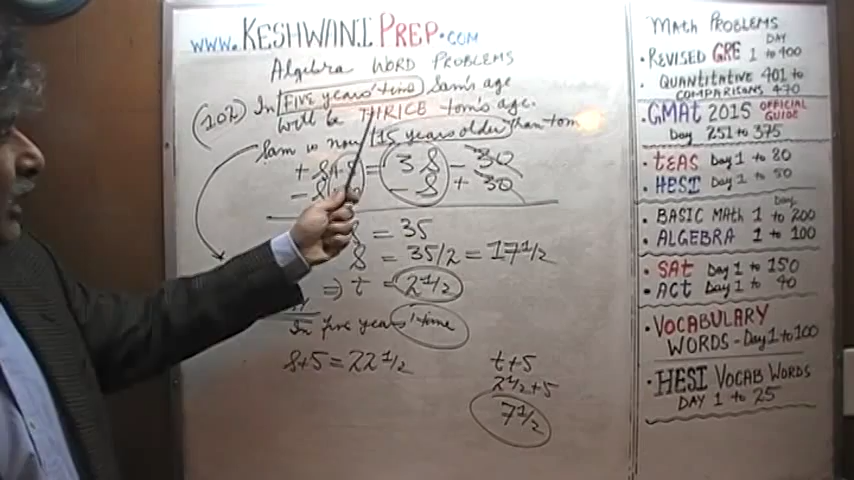 www.KESHWANIPREP.COM
Algebra WORD PROBLEMS
(102) In FIVE years' time Sam's age
will be THRICE tom's age.
Sam is now 15 years older than tom
+ S + 5 = 3S - 30
- S - S + 30
S = 35
S = 35/2 = 17 1/2
=> t = 2 1/2
In five years' time
S+5 = 22 1/2
t+5
2 1/2 + 5
7 1/2
MATH PROBLEMS
DAY
• REVISED GRE 1 to 400
• QUANTITATIVE 401 to
COMPARISONS 470
• GMAT 2015 OFFICIAL GUIDE
Day 251 to 375
• TEAS Day 1 to 80
• HESI Day 1 to 50
Day
• BASIC MATH 1 to 200
• ALGEBRA 1 to 100
• SAT Day 1 to 150
• ACT Day 1 to 40
• VOCABULARY
WORDS - Day 1 to 100
• HESI VOCAB WORDS
DAY 1 to 25